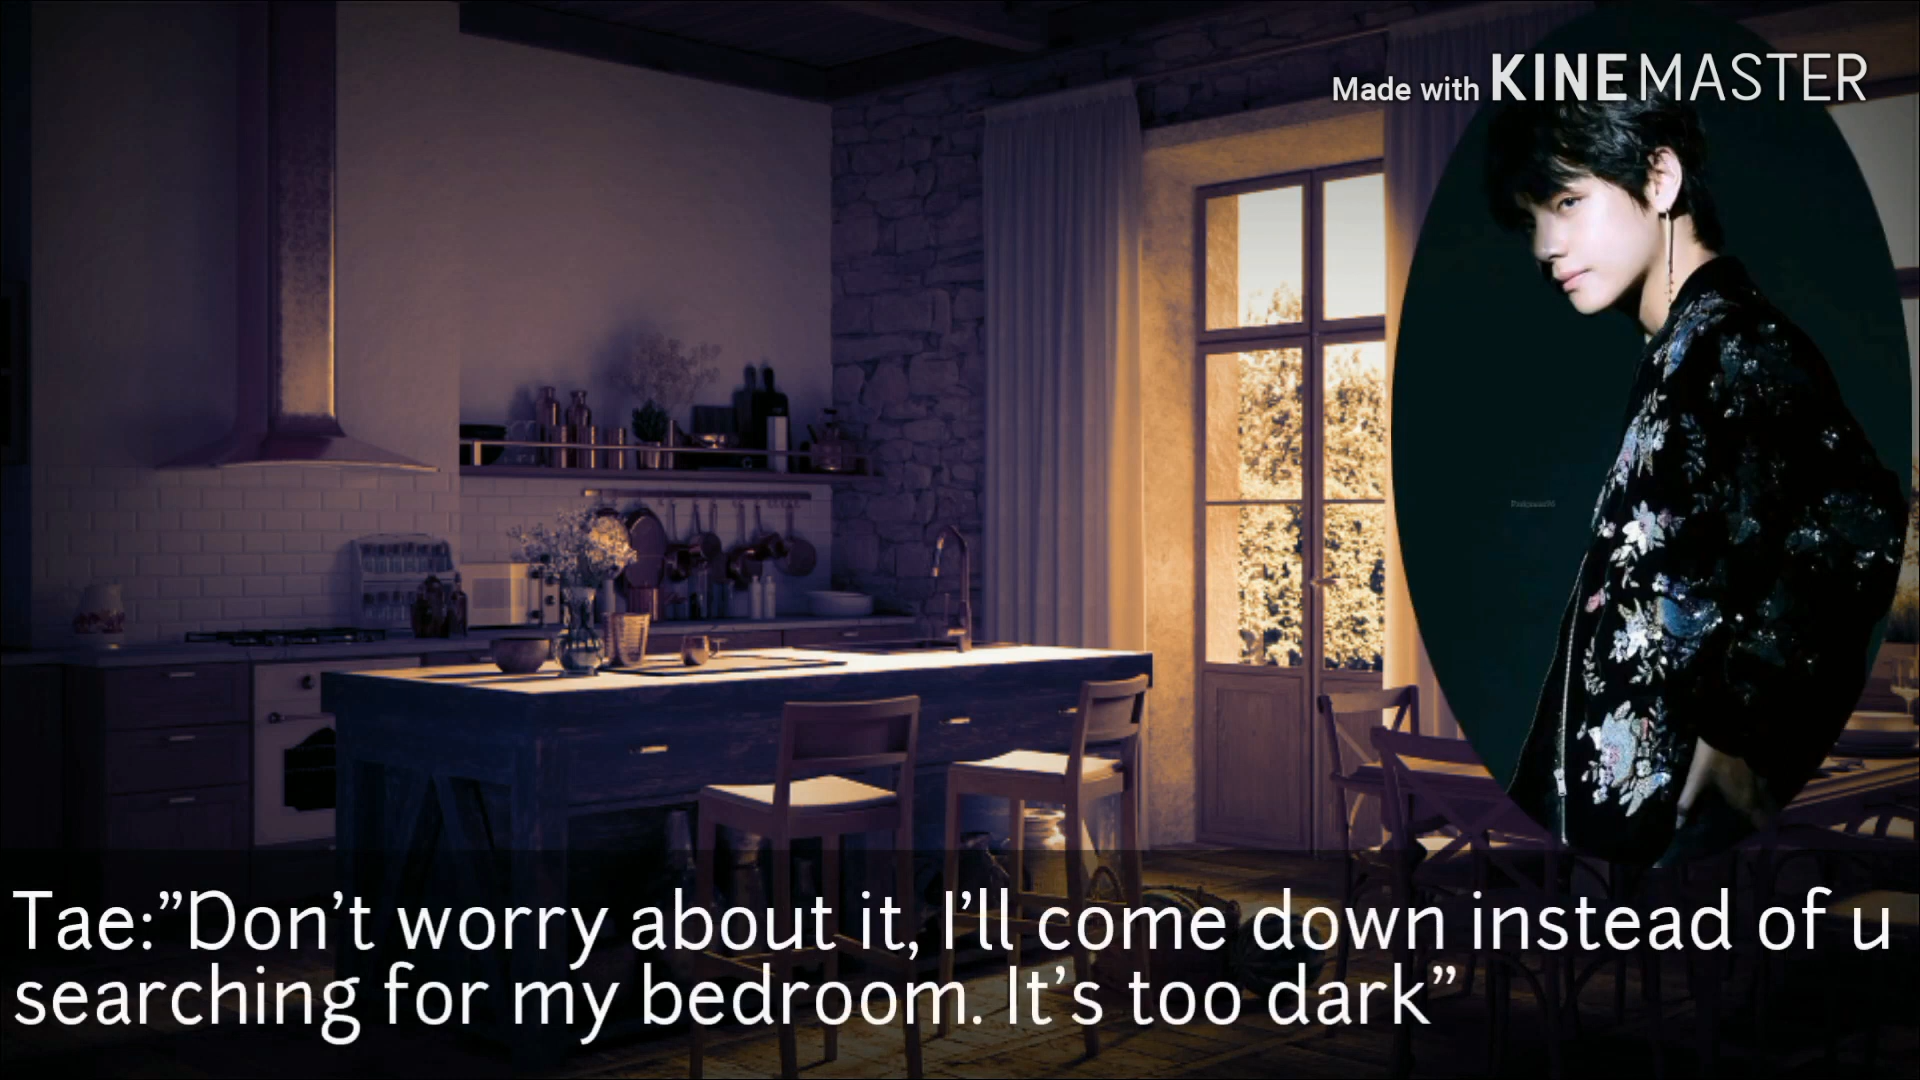 Made with KINEMASTER
Tae:”Don’t worry about it, I’ll come down instead of u
searching for my bedroom. It’s too dark”